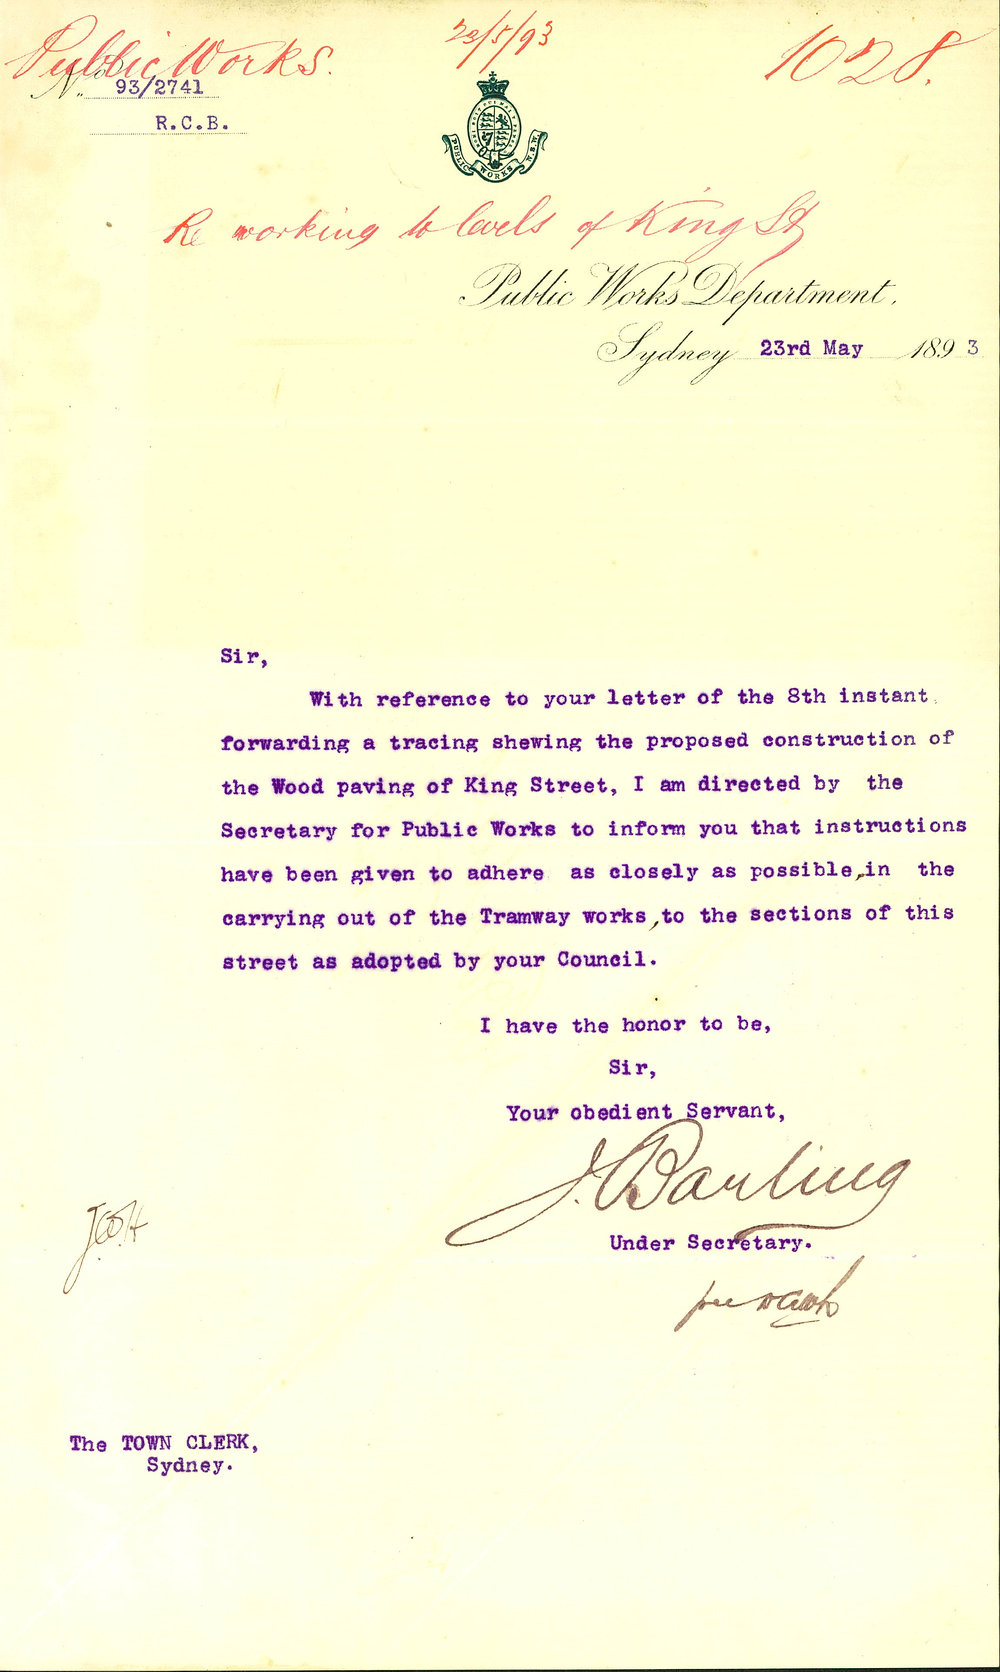 Public Works.
23/5/93
1028.
No. 93/2741
R.C.B.
PUBLIC WORKS N.S.W.
Re working to levels of King St
Public Works Department.
Sydney 23rd May 1893
Sir,
With reference to your letter of the 8th instant
forwarding a tracing shewing the proposed construction of
the Wood paving of King Street, I am directed by the
Secretary for Public Works to inform you that instructions
have been given to adhere as closely as possible, in the
carrying out of the Tramway works, to the sections of this
street as adopted by your Council.
I have the honor to be,
Sir,
Your obedient Servant,
J. Barling
Under Secretary.
The TOWN CLERK,
Sydney.